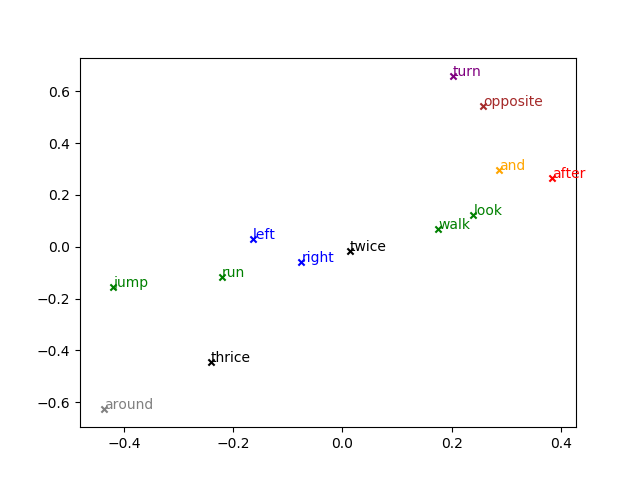 turn
opposite
and
after
look
walk
left
twice
right
run
jump
thrice
around
0.6
0.4
0.2
0.0
−0.2
−0.4
−0.6
−0.4
−0.2
0.0
0.2
0.4